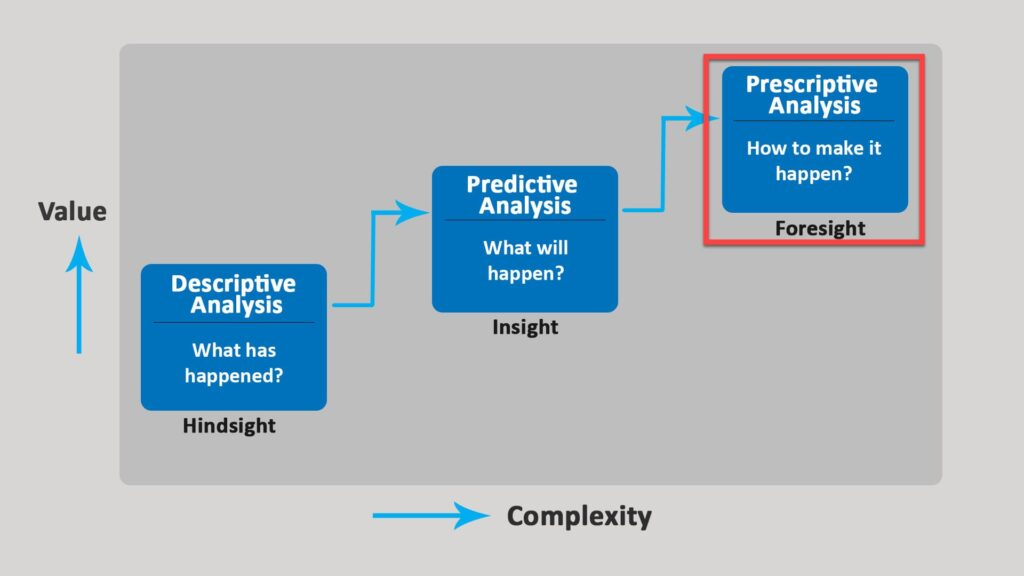 Prescriptive
Analysis
How to make it
happen?
Foresight
Predictive
Analysis
What will
happen?
Insight
Value
Descriptive
Analysis
What has
happened?
Hindsight
Complexity